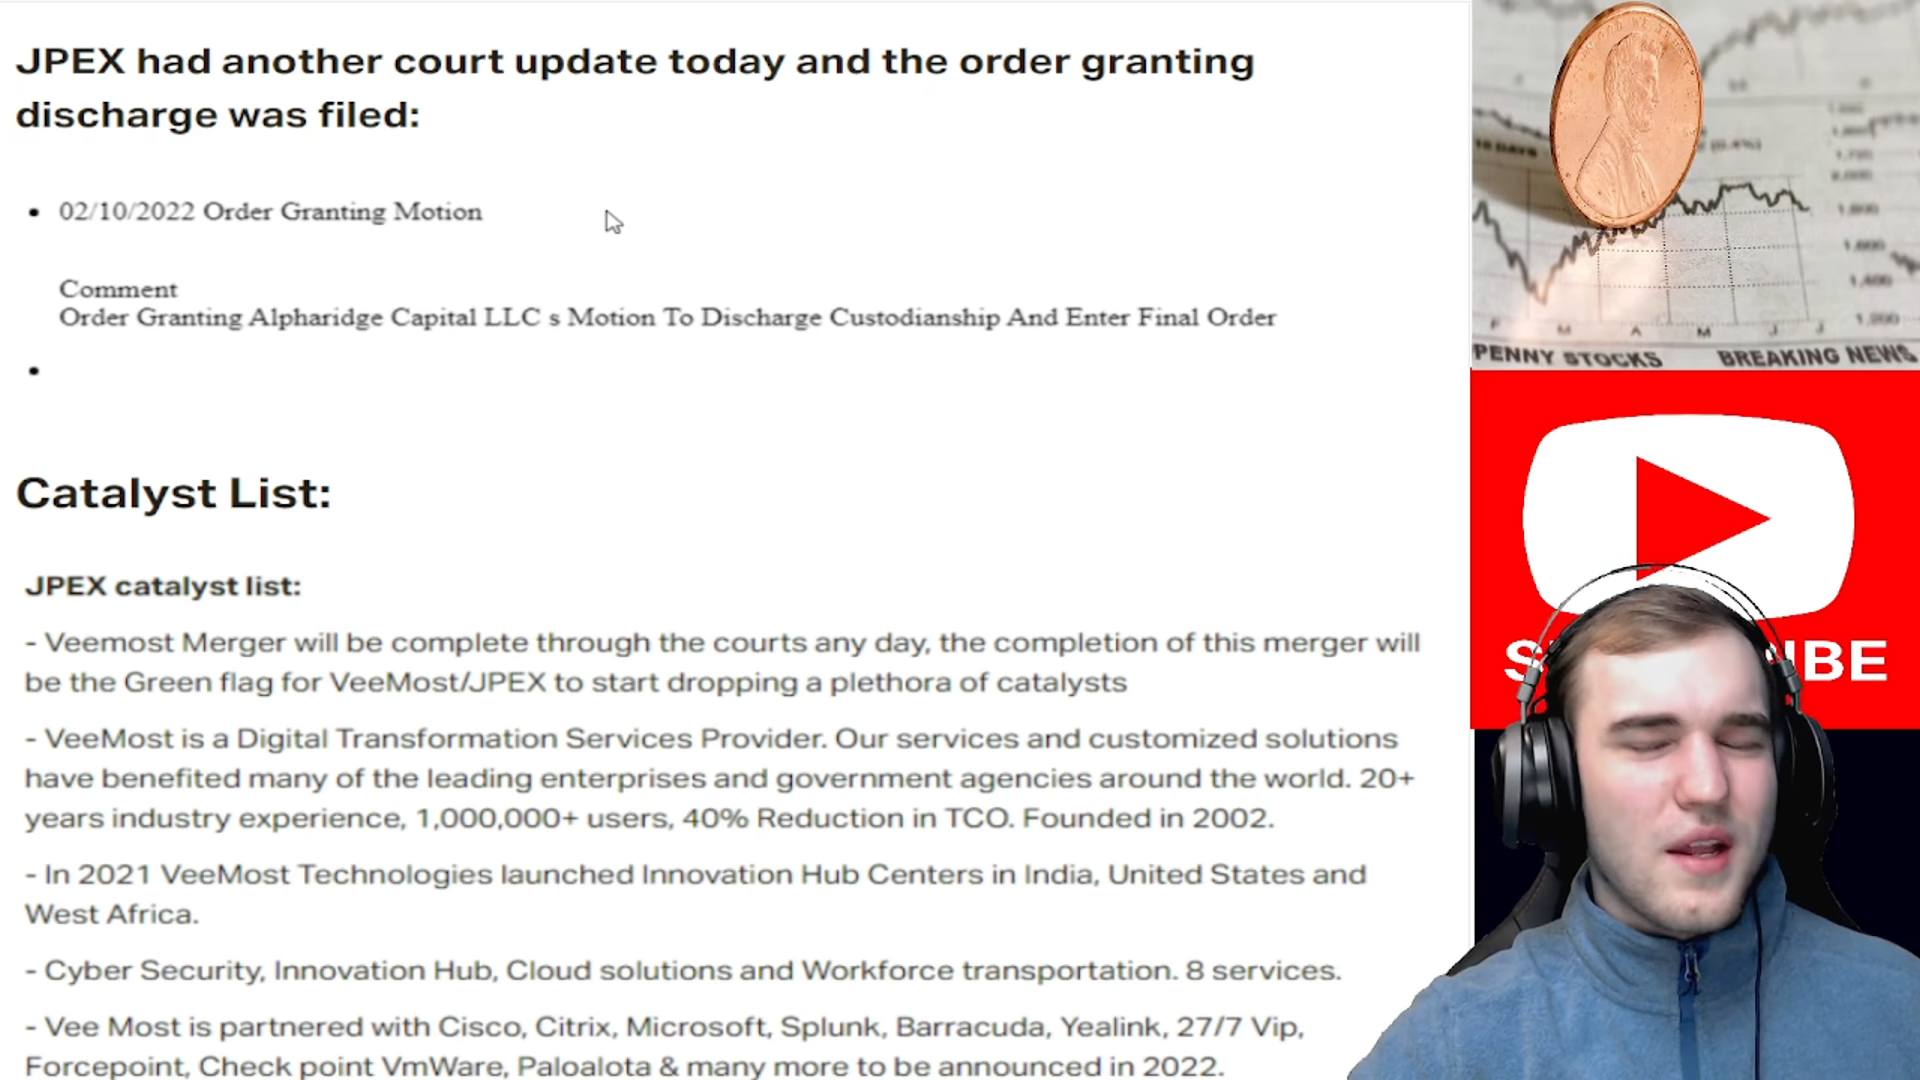 JPEX had another court update today and the order granting
discharge was filed:
02/10/2022 Order Granting Motion
Comment
Order Granting Alpharidge Capital LLC s Motion To Discharge Custodianship And Enter Final Order
Catalyst List:
JPEX catalyst list:
- Veemost Merger will be complete through the courts any day, the completion of this merger will
be the Green flag for VeeMost/JPEX to start dropping a plethora of catalysts
- VeeMost is a Digital Transformation Services Provider. Our services and customized solutions
have benefited many of the leading enterprises and government agencies around the world. 20+
years industry experience, 1,000,000+ users, 40% Reduction in TCO. Founded in 2002.
- In 2021 VeeMost Technologies launched Innovation Hub Centers in India, United States and
West Africa.
- Cyber Security, Innovation Hub, Cloud solutions and Workforce transportation. 8 services.
- Vee Most is partnered with Cisco, Citrix, Microsoft, Splunk, Barracuda, Yealink, 27/7 Vip,
Forcepoint, Check point VmWare, Paloalota & many more to be announced in 2022.
F M A M J J
PENNY STOCKS BREAKING NEWS